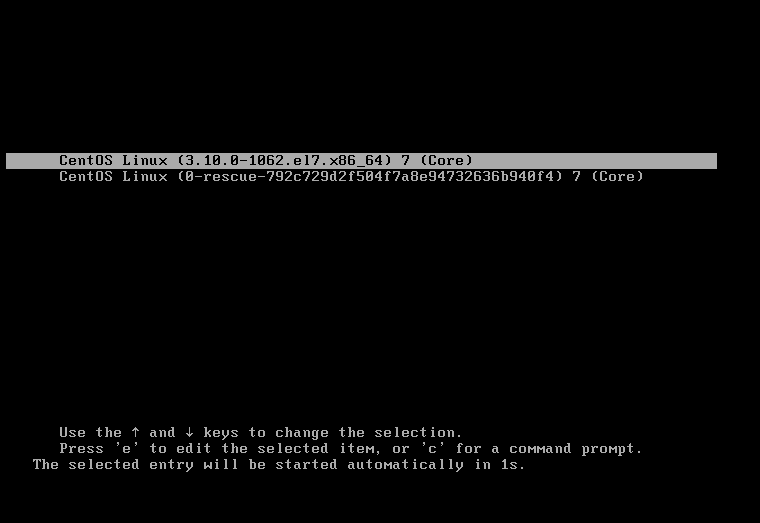 CentOS Linux (3.10.0-1062.el7.x86_64) 7 (Core)
CentOS Linux (0-rescue-792c729d2f504f7a8e94732636b940f4) 7 (Core)
Use the ↑ and ↓ keys to change the selection.
Press 'e' to edit the selected item, or 'c' for a command prompt.
The selected entry will be started automatically in 1s.